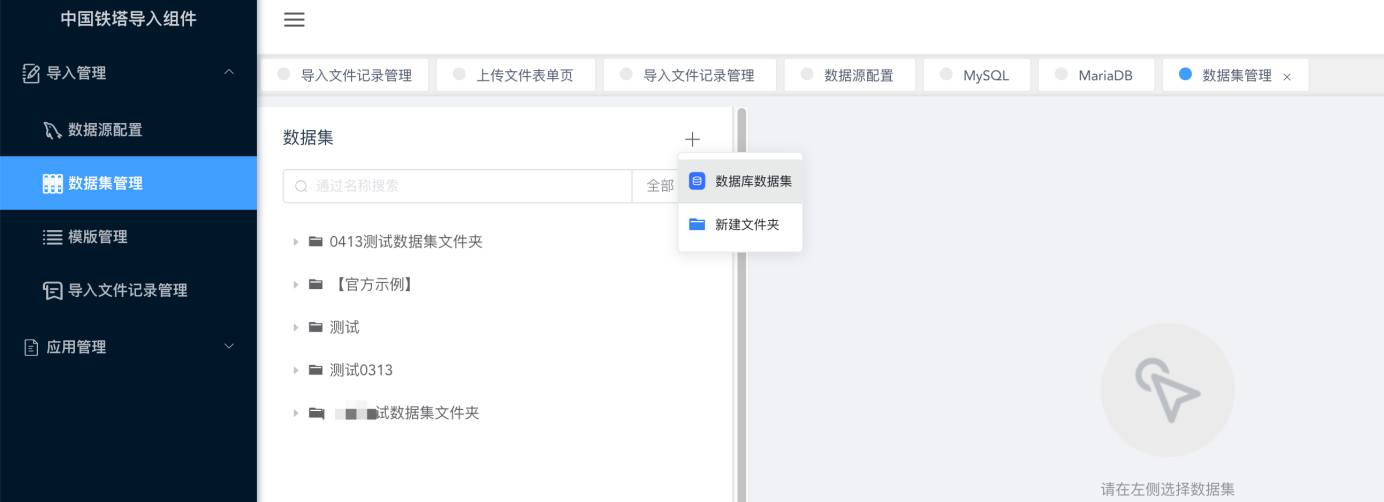 中国铁塔导入组件
导入管理
数据源配置
数据集管理
模版管理
导入文件记录管理
应用管理
导入文件记录管理 上传文件表单页 导入文件记录管理 数据源配置 MySQL MariaDB 数据集管理 ×
数据集
通过名称搜索 全部
数据库数据集
新建文件夹
0413测试数据集文件夹
【官方示例】
测试
测试0313
试数据集文件夹
请在左侧选择数据集